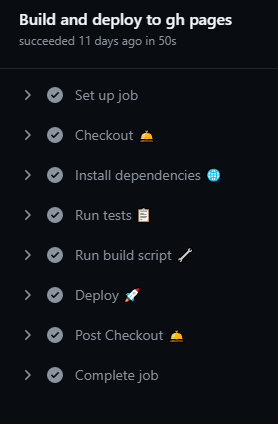 Build and deploy to gh pages
succeeded 11 days ago in 50s
Set up job
Checkout 🛎️
Install dependencies 🌐
Run tests 📋
Run build script 🔧
Deploy 🚀
Post Checkout 🛎️
Complete job